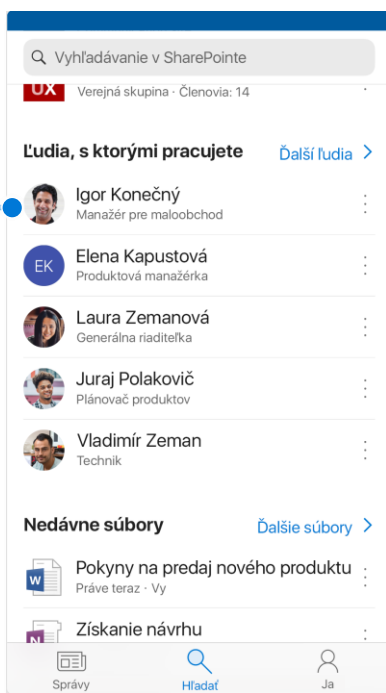 Vyhľadávanie v SharePointe
UX
Verejná skupina · Členovia: 14
Ľudia, s ktorými pracujete
Ďalší ľudia
Igor Konečný
Manažér pre maloobchod
EK
Elena Kapustová
Produktová manažérka
Laura Zemanová
Generálna riaditeľka
Juraj Polakovič
Plánovač produktov
Vladimír Zeman
Technik
Nedávne súbory
Ďalšie súbory
W
Pokyny na predaj nového produktu
Práve teraz · Vy
N
Získanie návrhu
Správy
Hľadať
Ja